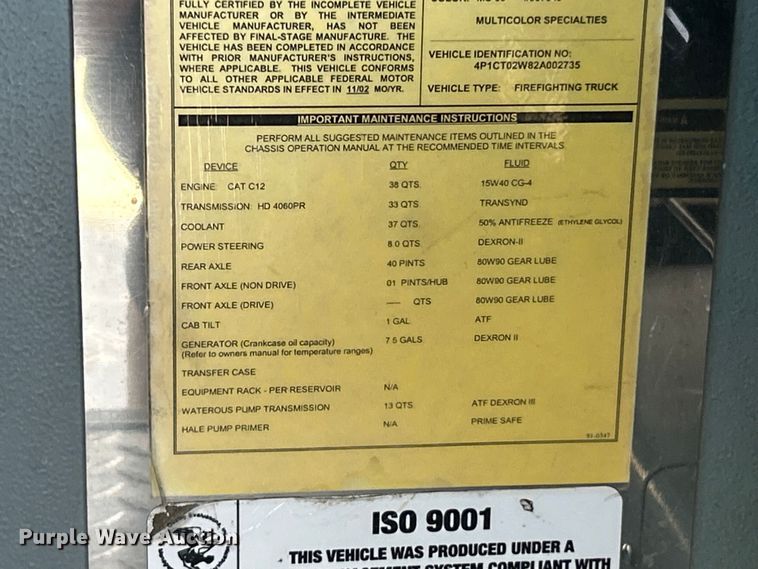 FULLY CERTIFIED BY THE INCOMPLETE VEHICLE
MANUFACTURER OR BY THE INTERMEDIATE
VEHICLE MANUFACTURER, HAS NOT BEEN
AFFECTED BY FINAL-STAGE MANUFACTURE. THE
VEHICLE HAS BEEN COMPLETED IN ACCORDANCE
WITH PRIOR MANUFACTURER'S INSTRUCTIONS,
WHERE APPLICABLE. THIS VEHICLE CONFORMS
TO ALL OTHER APPLICABLE FEDERAL MOTOR
VEHICLE STANDARDS IN EFFECT IN 11/02 MO/YR.
MULTICOLOR SPECIALTIES
VEHICLE IDENTIFICATION NO:
4P1CT02W82A002735
VEHICLE TYPE: FIREFIGHTING TRUCK
IMPORTANT MAINTENANCE INSTRUCTIONS
PERFORM ALL SUGGESTED MAINTENANCE ITEMS OUTLINED IN THE
CHASSIS OPERATION MANUAL AT THE RECOMMENDED TIME INTERVALS
DEVICE QTY FLUID
ENGINE: CAT C12 38 QTS. 15W40 CG-4
TRANSMISSION: HD 4060PR 33 QTS. TRANSYND
COOLANT 37 QTS. 50% ANTIFREEZE (ETHYLENE GLYCOL)
POWER STEERING 8.0 QTS. DEXRON-II
REAR AXLE 40 PINTS 80W90 GEAR LUBE
FRONT AXLE (NON DRIVE) 01 PINTS/HUB 80W90 GEAR LUBE
FRONT AXLE (DRIVE) ---- QTS 80W90 GEAR LUBE
CAB TILT 1 GAL ATF
GENERATOR (Crankcase oil capacity) 7.5 GALS DEXRON II
(Refer to owners manual for temperature ranges)
TRANSFER CASE
EQUIPMENT RACK - PER RESERVOIR N/A
WATEROUS PUMP TRANSMISSION 13 QTS ATF DEXRON III
HALE PUMP PRIMER N/A PRIME SAFE
93-0347
ISO 9001
THIS VEHICLE WAS PRODUCED UNDER A
SYSTEM COMPLIANT WITH
Purple Wave Auction